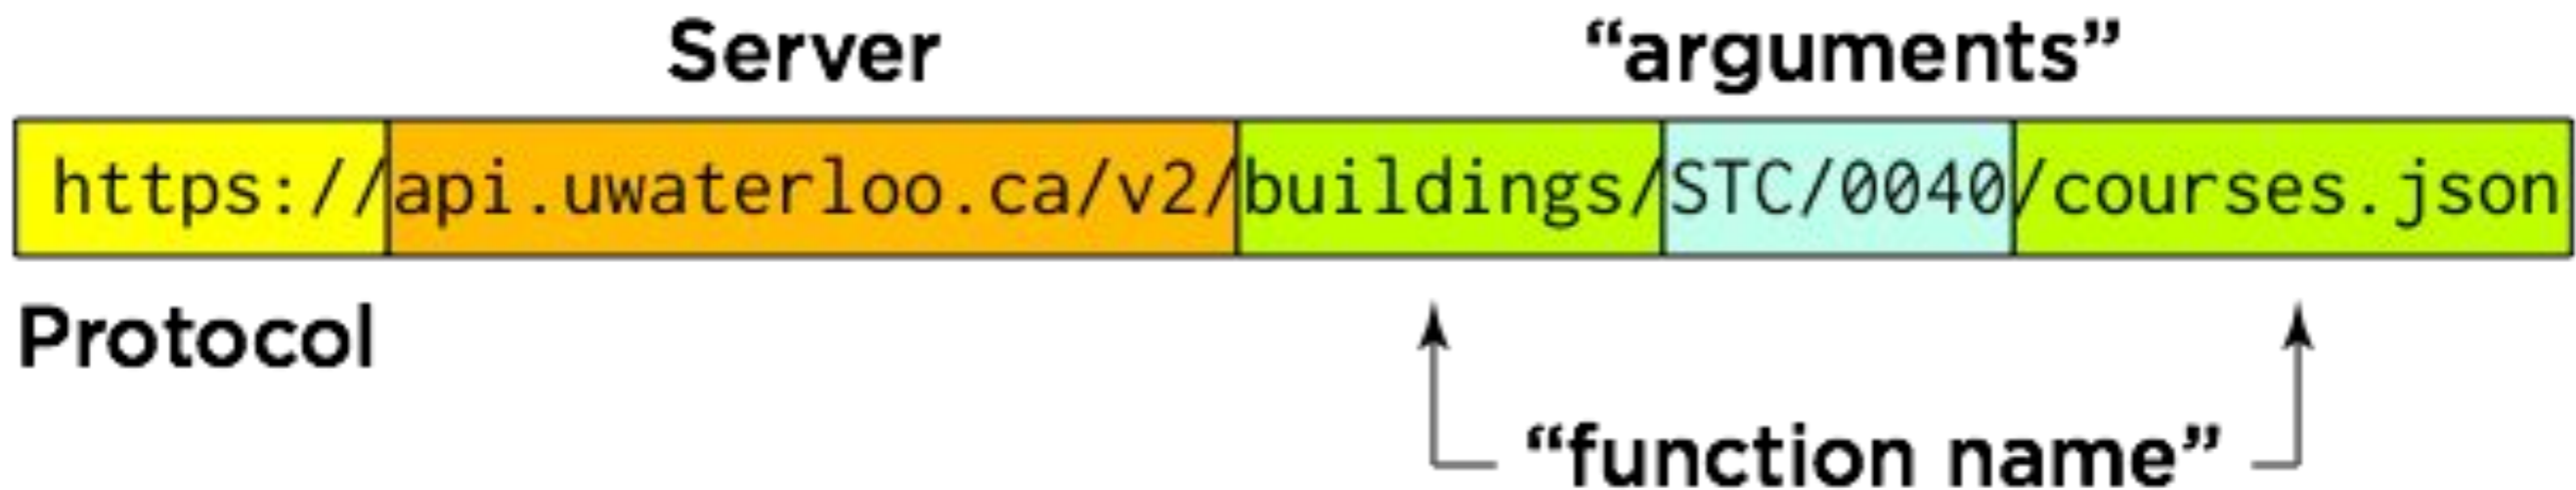 Server “arguments”
https://api.uwaterloo.ca/v2/buildings/STC/0040/courses.json
Protocol
“function name”